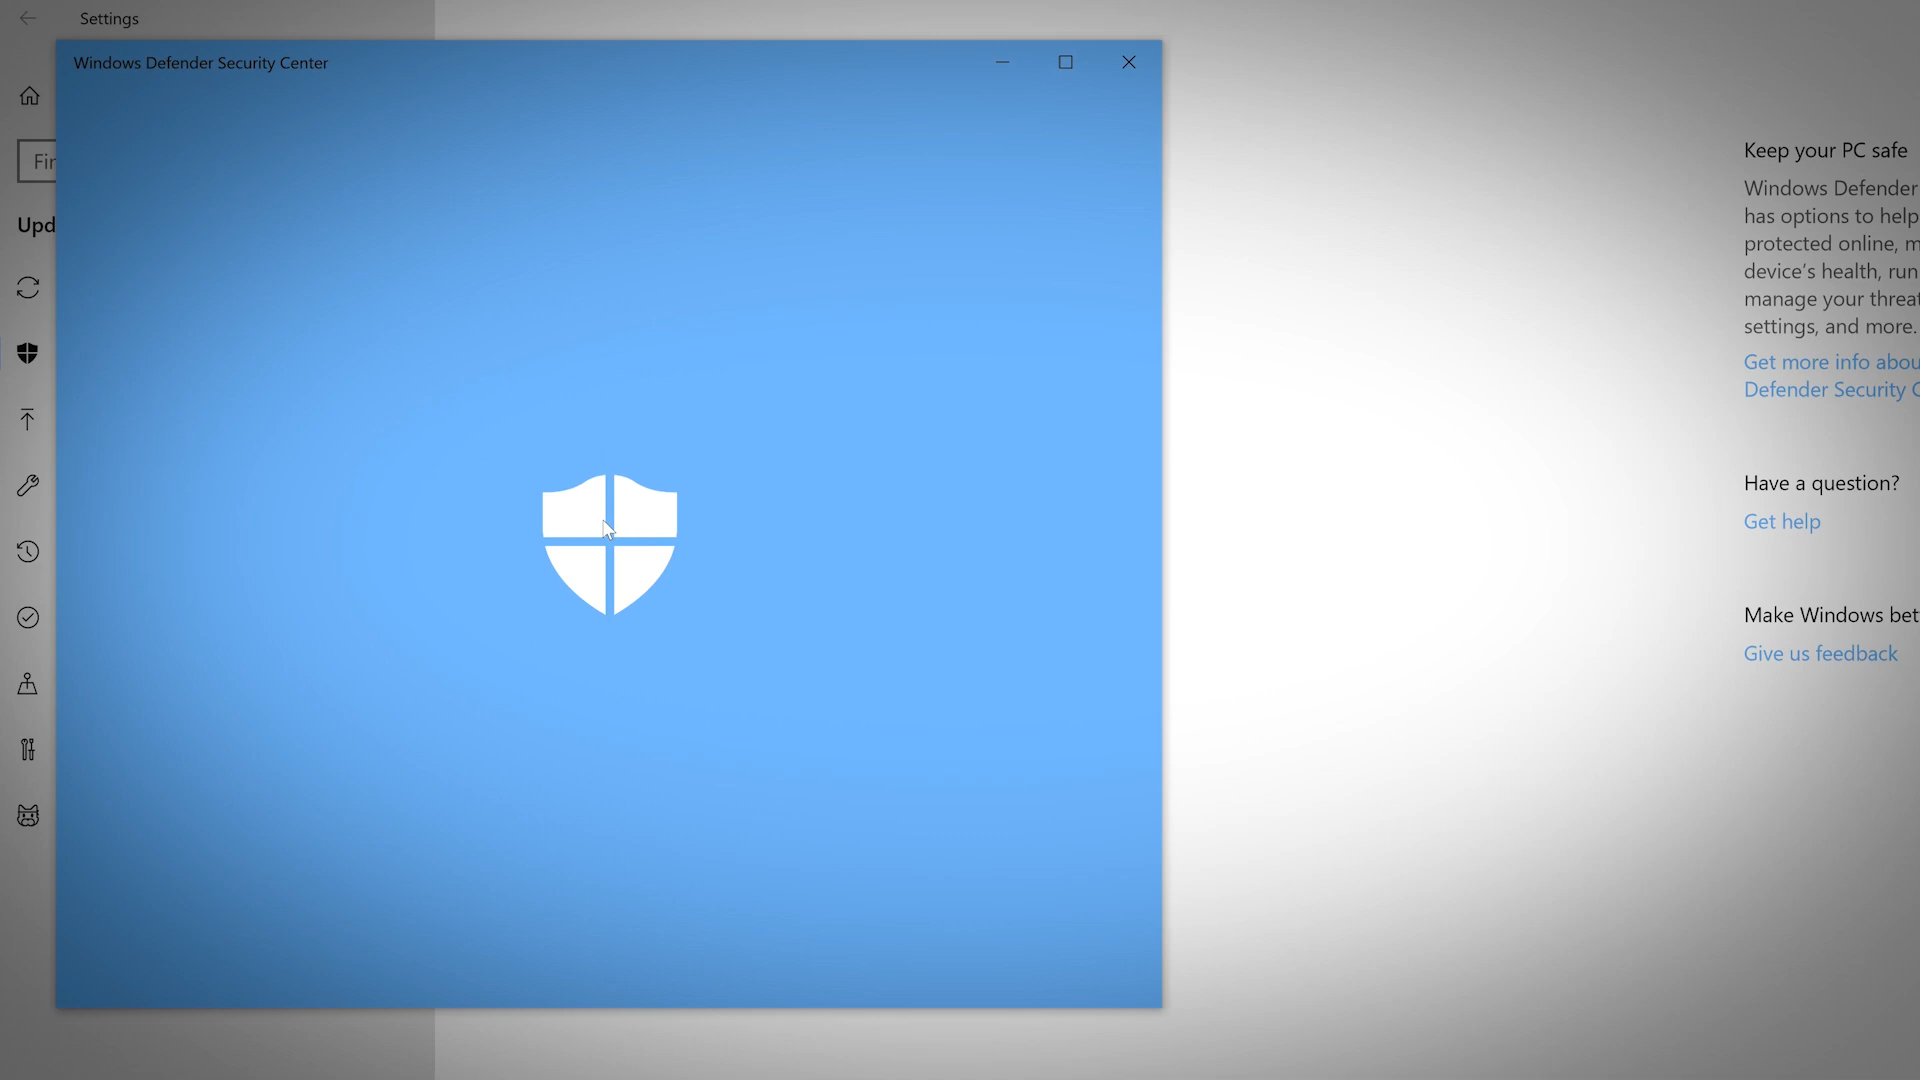 Settings
Windows Defender Security Center
Fin
Upd
Keep your PC safe
Windows Defender
has options to help
protected online, m
device's health, run
manage your threat
settings, and more.
Get more info abou
Defender Security C
Have a question?
Get help
Make Windows bet
Give us feedback